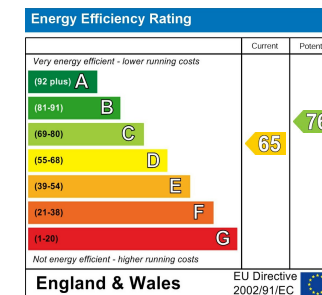 Energy Efficiency Rating
Current Potent
Very energy efficient - lower running costs
(92 plus) A
(81-91) B
(69-80) C
(55-68) D
(39-54) E
(21-38) F
(1-20) G
65
76
Not energy efficient - higher running costs
England & Wales
EU Directive
2002/91/EC